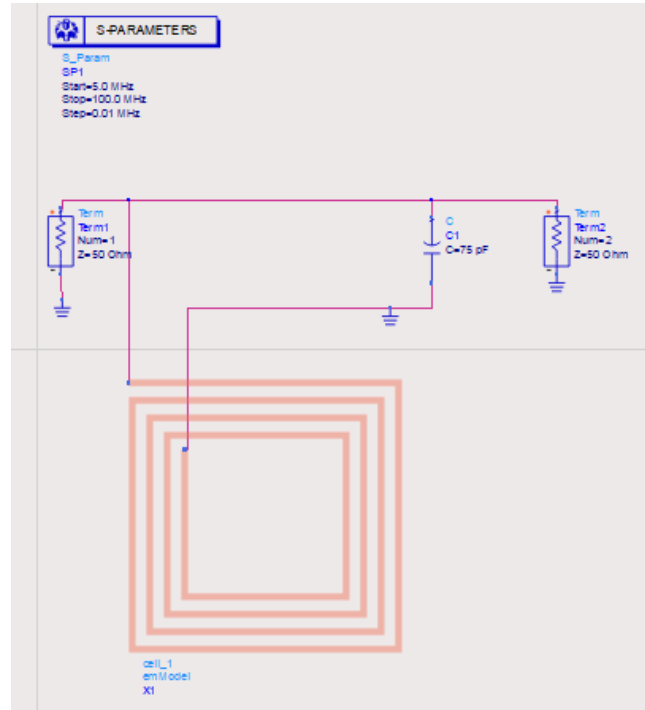 S-PARAMETERS
S_Param
SP1
Start=5.0 MHz
Stop=100.0 MHz
Step=0.01 MHz
Term
Term1
Num=1
Z=50 Ohm
C
C1
C=75 pF
Term
Term2
Num=2
Z=50 Ohm
cell_1
emModel
X1